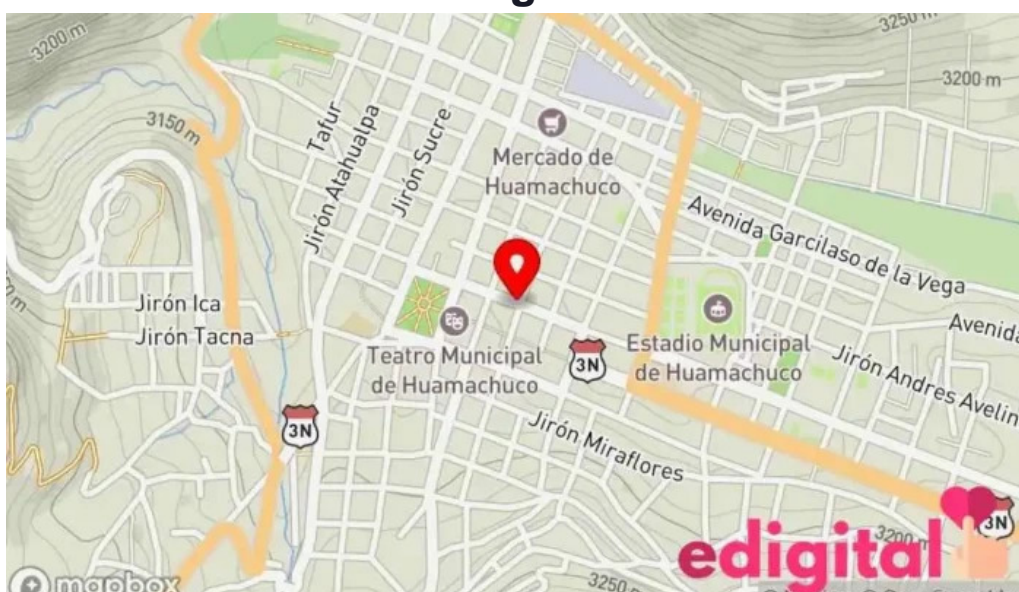 3200 m
3250 m
3200 m
3150 m
Tafur
Jirón Atahualpa
Jirón Sucre
Mercado de
Huamachuco
Avenida Garcilaso de la Vega
Jirón Ica
Jirón Tacna
Teatro Municipal
de Huamachuco
3N
Estadio Municipal
de Huamachuco
Avenida
Jirón Andres Avelin
3N
Jirón Miraflores
3N
edigital
3200 m
3250 m
mapbox